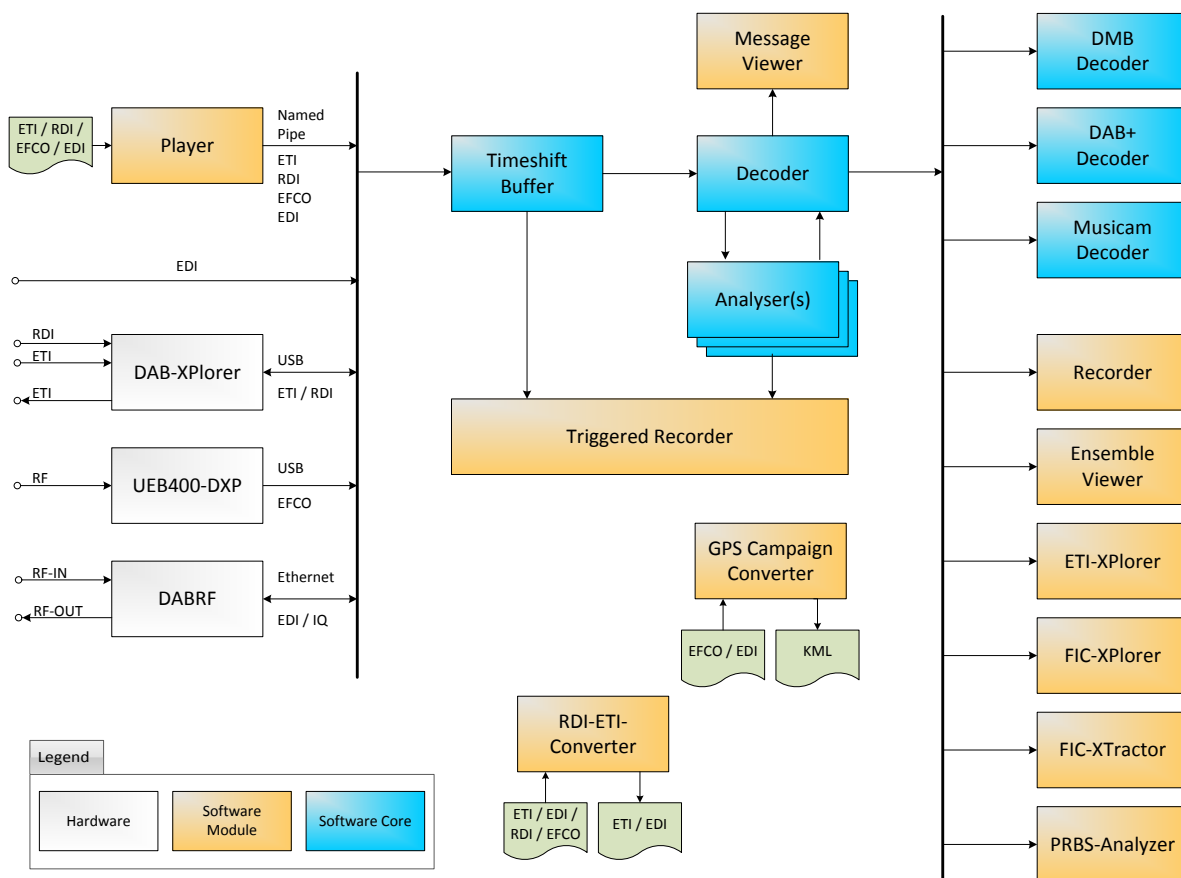 ETI / RDI /
EFCO / EDI
Player
Named
Pipe
ETI
RDI
EFCO
EDI
EDI
RDI
ETI
ETI
DAB-XPlorer
USB
ETI / RDI
RF
UEB400-DXP
USB
EFCO
RF-IN
RF-OUT
DABRF
Ethernet
EDI / IQ
Timeshift
Buffer
Message
Viewer
Decoder
Analyser(s)
Triggered Recorder
GPS Campaign
Converter
EFCO / EDI
KML
RDI-ETI-
Converter
ETI / EDI /
RDI / EFCO
ETI / EDI
DMB
Decoder
DAB+
Decoder
Musicam
Decoder
Recorder
Ensemble
Viewer
ETI-XPlorer
FIC-XPlorer
FIC-XTractor
PRBS-Analyzer
Legend
Hardware
Software
Module
Software Core